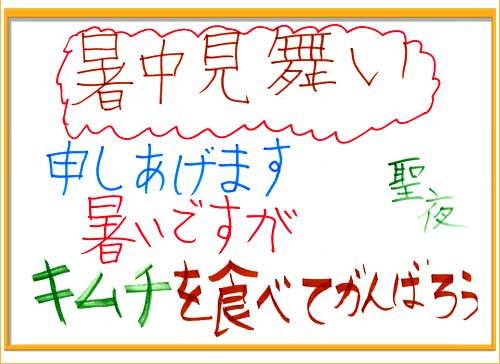 暑中見舞い
申しあげます
暑いですが
キムチを食べてがんばろう
聖夜